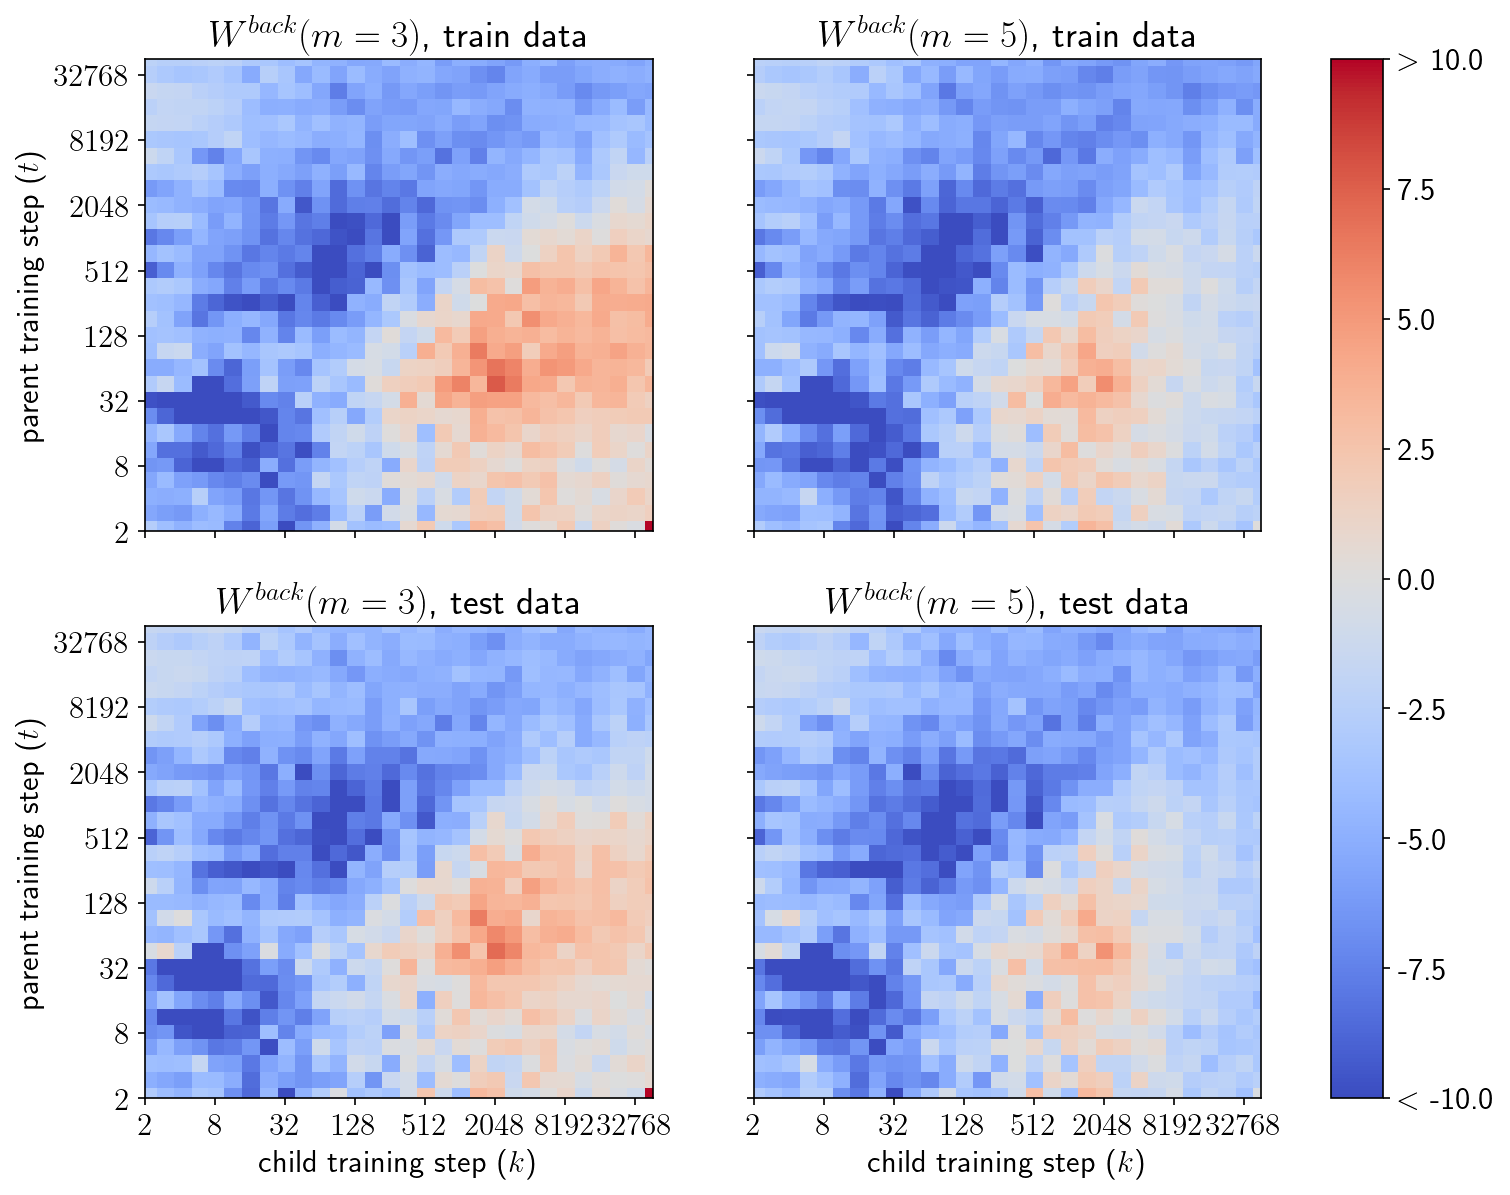 W^{back}(m = 3), train data
W^{back}(m = 5), train data
parent training step (t)
32768
8192
2048
512
128
32
8
2
> 10.0
7.5
5.0
2.5
0.0
-2.5
-5.0
-7.5
< -10.0
W^{back}(m = 3), test data
W^{back}(m = 5), test data
parent training step (t)
32768
8192
2048
512
128
32
8
2
2 8 32 128 512 2048 8192 32768
child training step (k)
2 8 32 128 512 2048 8192 32768
child training step (k)